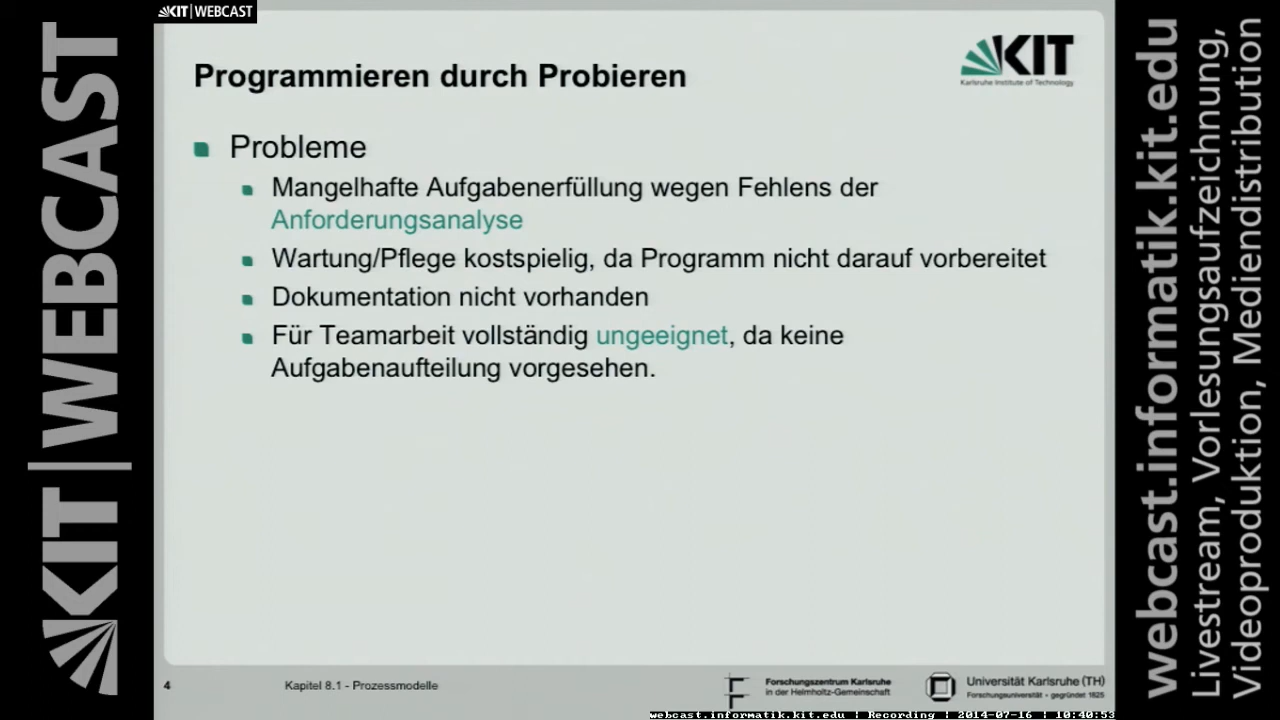 KIT | WEBCAST
KIT|WEBCAST
Programmieren durch Probieren
KIT
Karlsruhe Institute of Technology
Probleme
Mangelhafte Aufgabenerfüllung wegen Fehlens der
Anforderungsanalyse
Wartung/Pflege kostspielig, da Programm nicht darauf vorbereitet
Dokumentation nicht vorhanden
Für Teamarbeit vollständig ungeeignet, da keine
Aufgabenaufteilung vorgesehen.
4
Kapitel 8.1 - Prozessmodelle
Forschungszentrum Karlsruhe
in der Helmholtz-Gemeinschaft
Universität Karlsruhe (TH)
Forschungsuniversität - gegründet 1825
webcast.informatik.kit.edu | Recording | 2014-07-16 | 10:40:53
webcast.informatik.kit.edu
Livestream, Vorlesungsaufzeichnung,
Videoproduktion, Mediendistribution